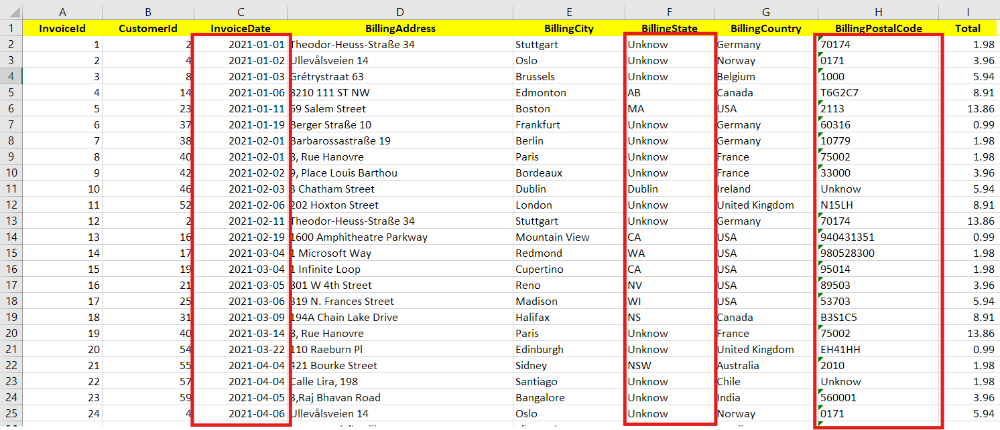 A B C D E F G H I
1 InvoiceId CustomerId InvoiceDate BillingAddress BillingCity BillingState BillingCountry BillingPostalCode Total
2 1 2 2021-01-01 Theodor-Heuss-Straße 34 Stuttgart Unknow Germany 70174 1.98
3 2 4 2021-01-02 Ullevålsveien 14 Oslo Unknow Norway 0171 3.96
4 3 8 2021-01-03 Grétrystraat 63 Brussels Unknow Belgium 1000 5.94
5 4 14 2021-01-06 8210 111 ST NW Edmonton AB Canada T6G2C7 8.91
6 5 23 2021-01-11 69 Salem Street Boston MA USA 2113 13.86
7 6 37 2021-01-19 Berger Straße 10 Frankfurt Unknow Germany 60316 0.99
8 7 38 2021-02-01 Barbarossastraße 19 Berlin Unknow Germany 10779 1.98
9 8 40 2021-02-01 8, Rue Hanovre Paris Unknow France 75002 1.98
10 9 42 2021-02-02 9, Place Louis Barthou Bordeaux Unknow France 33000 3.96
11 10 46 2021-02-03 3 Chatham Street Dublin Dublin Ireland Unknow 5.94
12 11 52 2021-02-06 202 Hoxton Street London Unknow United Kingdom N15LH 8.91
13 12 2 2021-02-11 Theodor-Heuss-Straße 34 Stuttgart Unknow Germany 70174 13.86
14 13 16 2021-02-19 1600 Amphitheatre Parkway Mountain View CA USA 940431351 0.99
15 14 17 2021-03-04 1 Microsoft Way Redmond WA USA 980528300 1.98
16 15 19 2021-03-04 1 Infinite Loop Cupertino CA USA 95014 1.98
17 16 21 2021-03-05 801 W 4th Street Reno NV USA 89503 3.96
18 17 25 2021-03-06 319 N. Frances Street Madison WI USA 53703 5.94
19 18 31 2021-03-09 194A Chain Lake Drive Halifax NS Canada B3S1C5 8.91
20 19 40 2021-03-14 8, Rue Hanovre Paris Unknow France 75002 13.86
21 20 54 2021-03-22 110 Raeburn Pl Edinburgh Unknow United Kingdom EH41HH 0.99
22 21 55 2021-04-04 421 Bourke Street Sidney NSW Australia 2010 1.98
23 22 57 2021-04-04 Calle Lira, 198 Santiago Unknow Chile Unknow 1.98
24 23 59 2021-04-05 3,Raj Bhavan Road Bangalore Unknow India 560001 3.96
25 24 4 2021-04-06 Ullevålsveien 14 Oslo Unknow Norway 0171 5.94